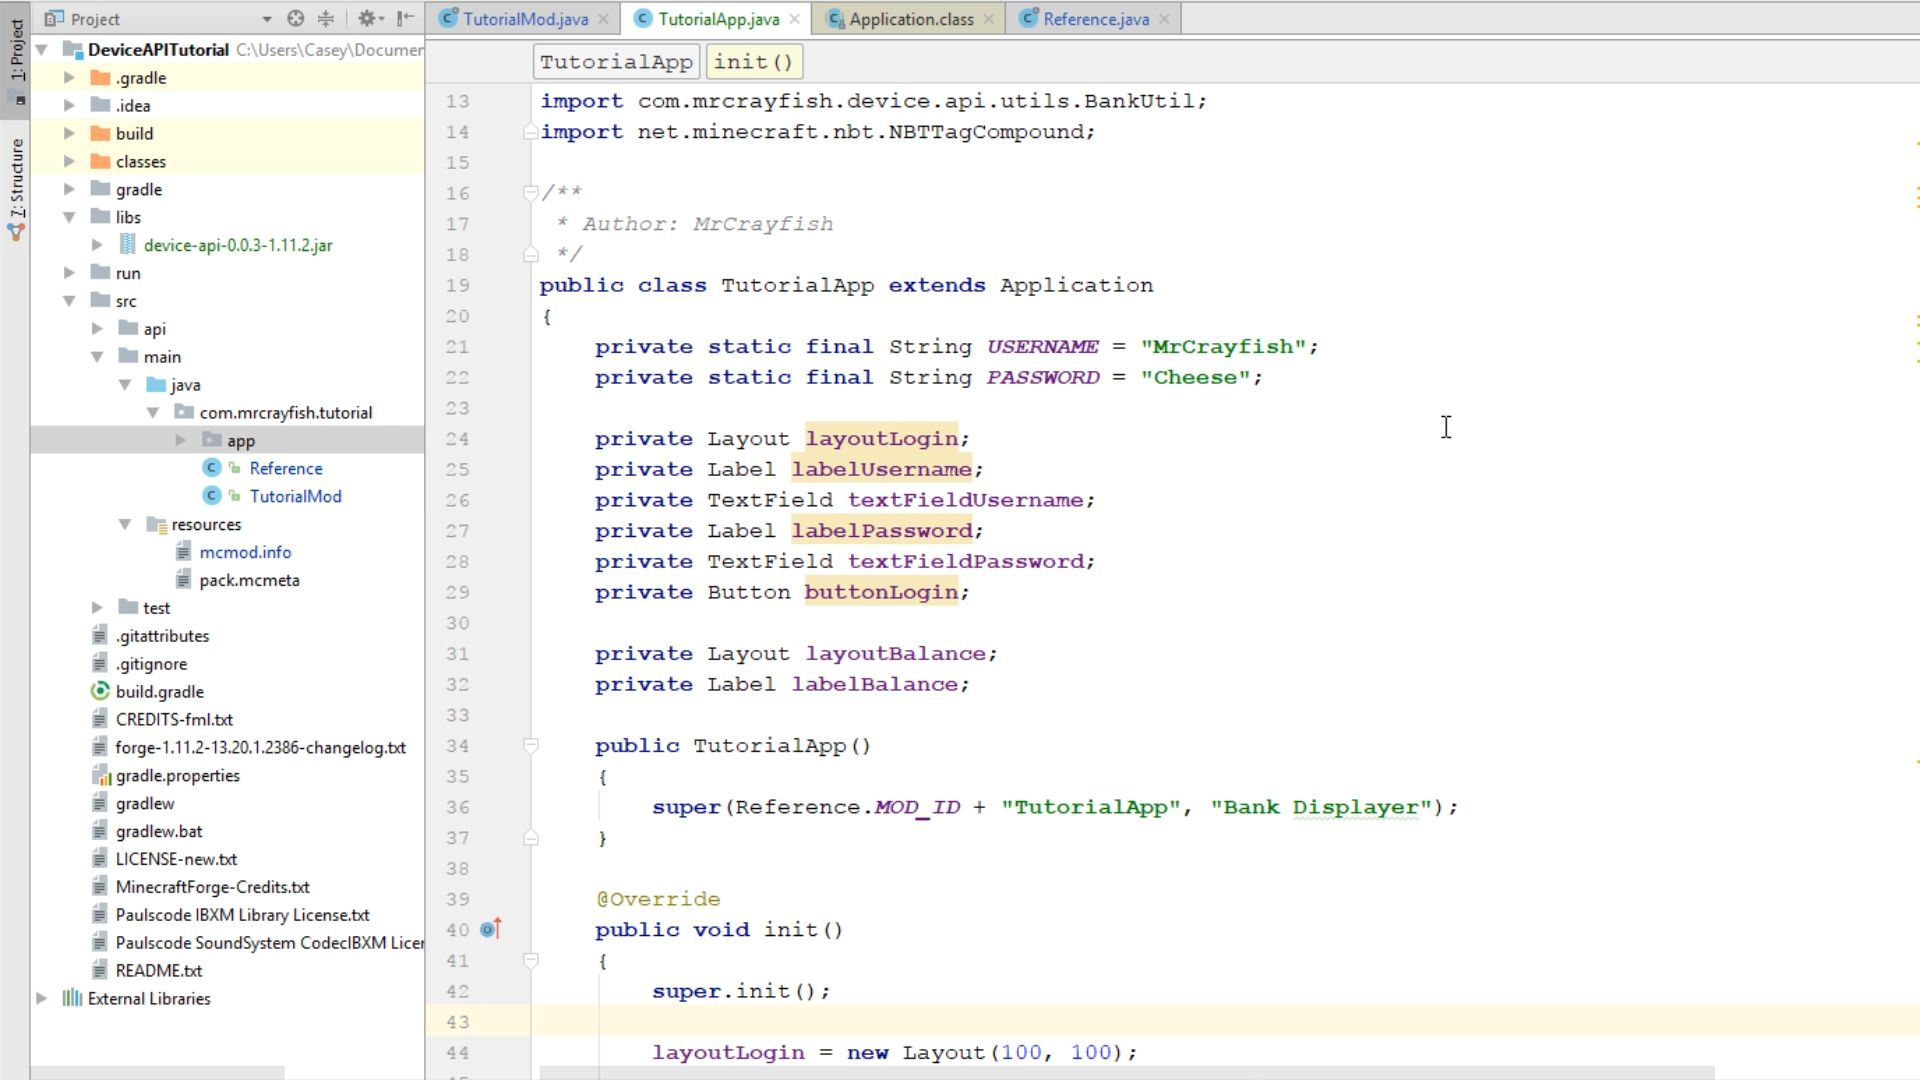 1: Project
7: Structure
Project
DeviceAPITutorial C:\Users\Casey\Documen
.gradle
.idea
build
classes
gradle
libs
device-api-0.0.3-1.11.2.jar
run
src
api
main
java
com.mrcrayfish.tutorial
app
Reference
TutorialMod
resources
mcmod.info
pack.mcmeta
test
.gitattributes
.gitignore
build.gradle
CREDITS-fml.txt
forge-1.11.2-13.20.1.2386-changelog.txt
gradle.properties
gradlew
gradlew.bat
LICENSE-new.txt
MinecraftForge-Credits.txt
Paulscode IBXM Library License.txt
Paulscode SoundSystem CodecIBXM Licen
README.txt
External Libraries
TutorialMod.java TutorialApp.java Application.class Reference.java
TutorialApp init()
13 import com.mrcrayfish.device.api.utils.BankUtil;
14 import net.minecraft.nbt.NBTTagCompound;
15
16 /**
17 * Author: MrCrayfish
18 */
19 public class TutorialApp extends Application
20 {
21 private static final String USERNAME = "MrCrayfish";
22 private static final String PASSWORD = "Cheese";
23
24 private Layout layoutLogin;
25 private Label labelUsername;
26 private TextField textFieldUsername;
27 private Label labelPassword;
28 private TextField textFieldPassword;
29 private Button buttonLogin;
30
31 private Layout layoutBalance;
32 private Label labelBalance;
33
34 public TutorialApp()
35 {
36 super(Reference.MOD_ID + "TutorialApp", "Bank Displayer");
37 }
38
39 @Override
40 public void init()
41 {
42 super.init();
43
44 layoutLogin = new Layout(100, 100);